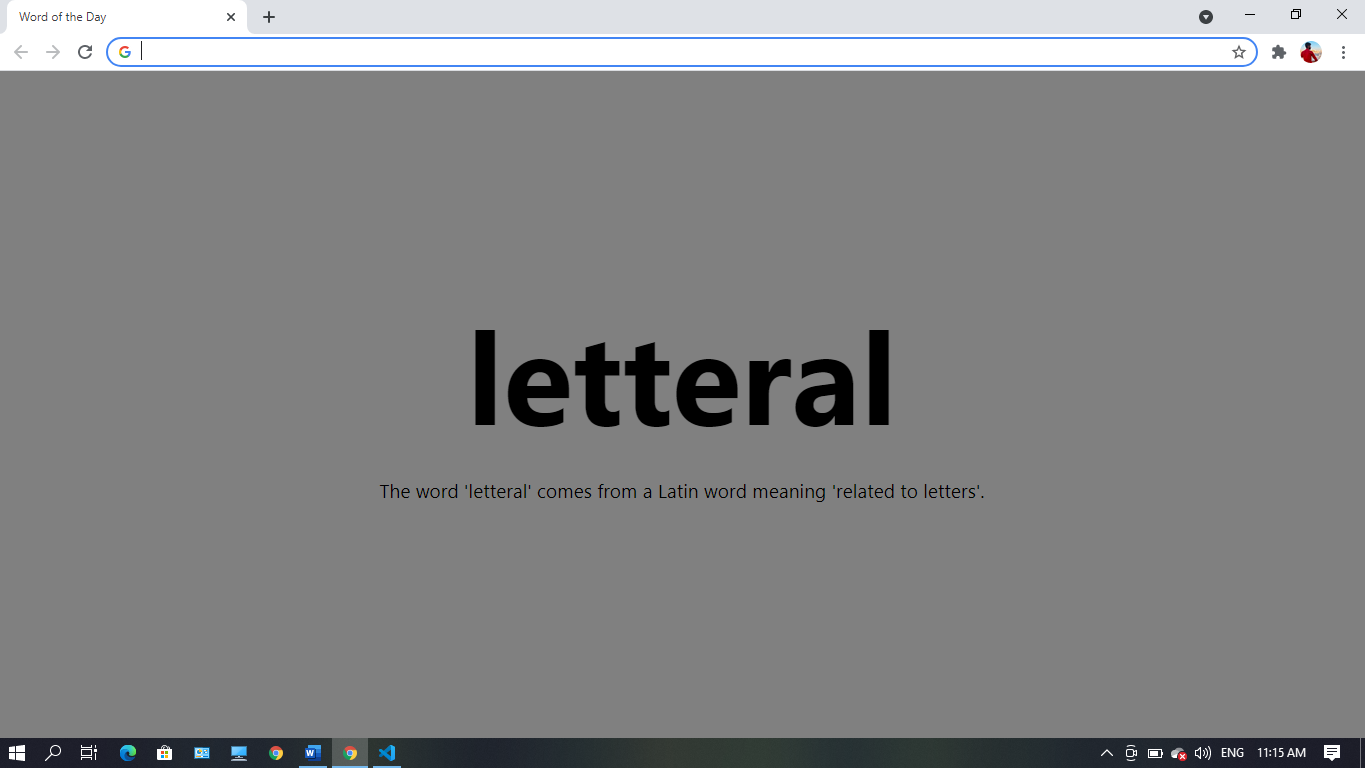 Word of the Day
letteral
The word 'letteral' comes from a Latin word meaning 'related to letters'.
ENG
11:15 AM